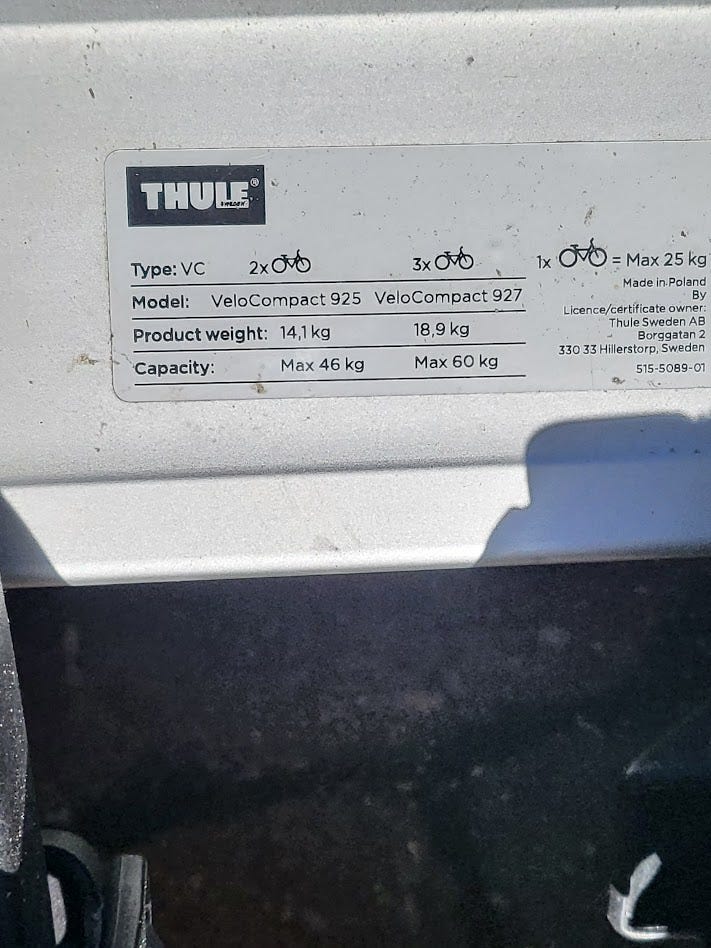 THULE®
SWEDEN
Type: VC 2x 3x 1x = Max 25 kg
Model: VeloCompact 925 VeloCompact 927
Product weight: 14,1 kg 18,9 kg
Capacity: Max 46 kg Max 60 kg
Made in Poland
By
Licence/certificate owner:
Thule Sweden AB
Borggatan 2
330 33 Hillerstorp, Sweden
515-5089-01